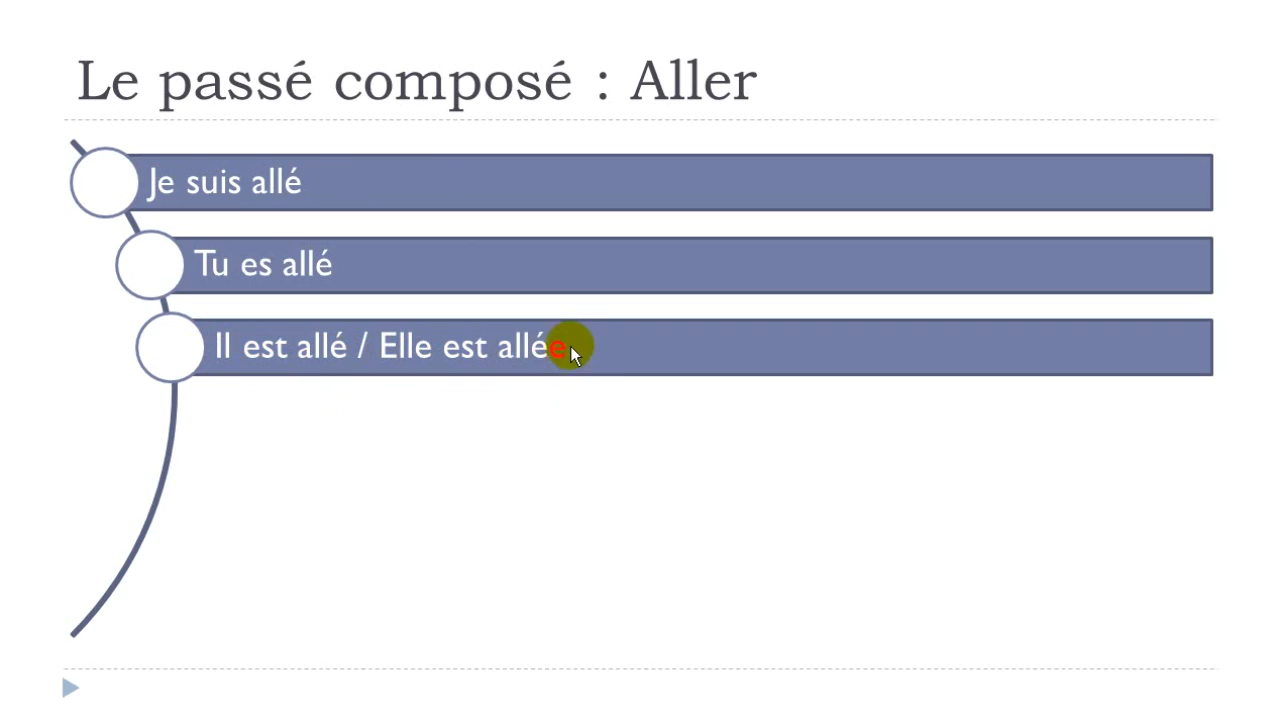 Le passé composé : Aller
Je suis allé
Tu es allé
Il est allé / Elle est allée